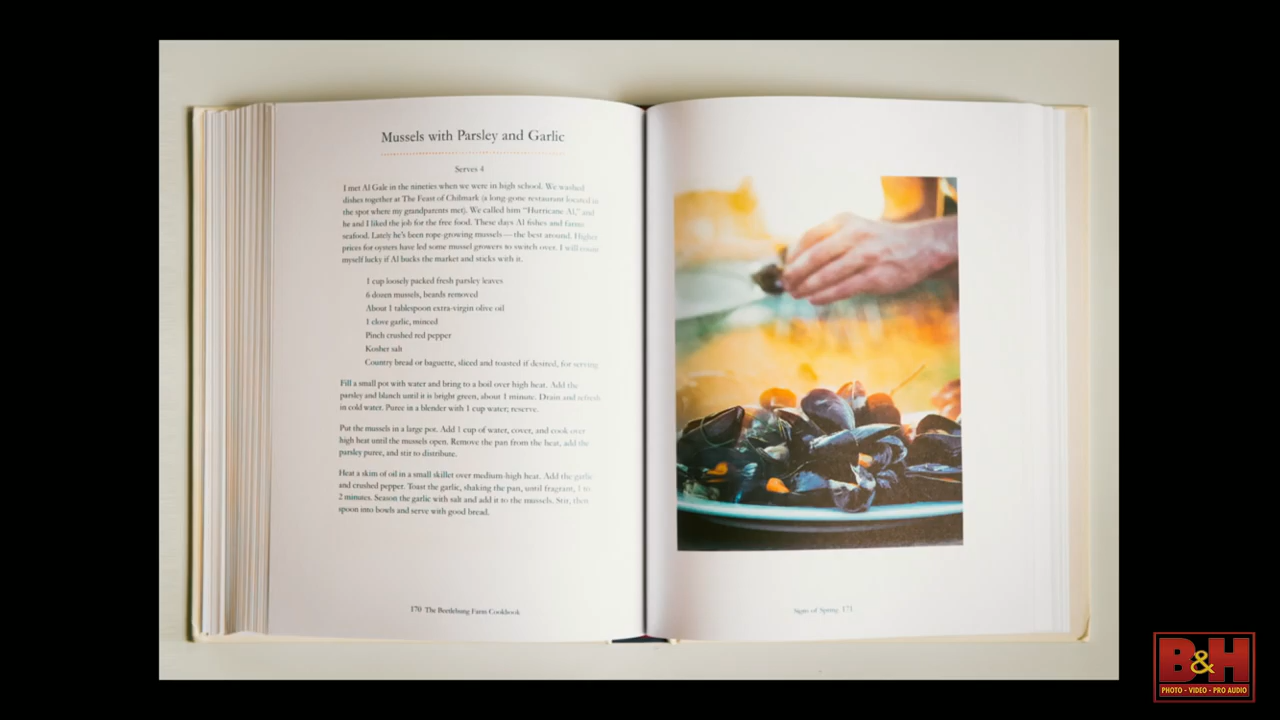 Mussels with Parsley and Garlic
Serves 4
I met Al Gale in the nineties when we were in high school. We washed
dishes together at The Feast of Chilmark (a long-gone restaurant located in
the spot where my grandparents met). We called him “Hurricane Al,” and
he and I liked the job for the free food. These days Al fishes and farms
seafood. Lately he’s been rope-growing mussels — the best around. Higher
prices for oysters have led some mussel growers to switch over. I will count
myself lucky if Al bucks the market and sticks with it.
1 cup loosely packed fresh parsley leaves
6 dozen mussels, beards removed
About 1 tablespoon extra-virgin olive oil
1 clove garlic, minced
Pinch crushed red pepper
Kosher salt
Country bread or baguette, sliced and toasted if desired, for serving
Fill a small pot with water and bring to a boil over high heat. Add the
parsley and blanch until it is bright green, about 1 minute. Drain and refresh
in cold water. Puree in a blender with 1 cup water; reserve.
Put the mussels in a large pot. Add 1 cup of water, cover, and cook over
high heat until the mussels open. Remove the pan from the heat, add the
parsley puree, and stir to distribute.
Heat a skim of oil in a small skillet over medium-high heat. Add the garlic
and crushed pepper. Toast the garlic, shaking the pan, until fragrant, 1 to
2 minutes. Season the garlic with salt and add it to the mussels. Stir, then
spoon into bowls and serve with good bread.
170 The Beetlebung Farm Cookbook
Signs of Spring 171
B&H
PHOTO - VIDEO - PRO AUDIO